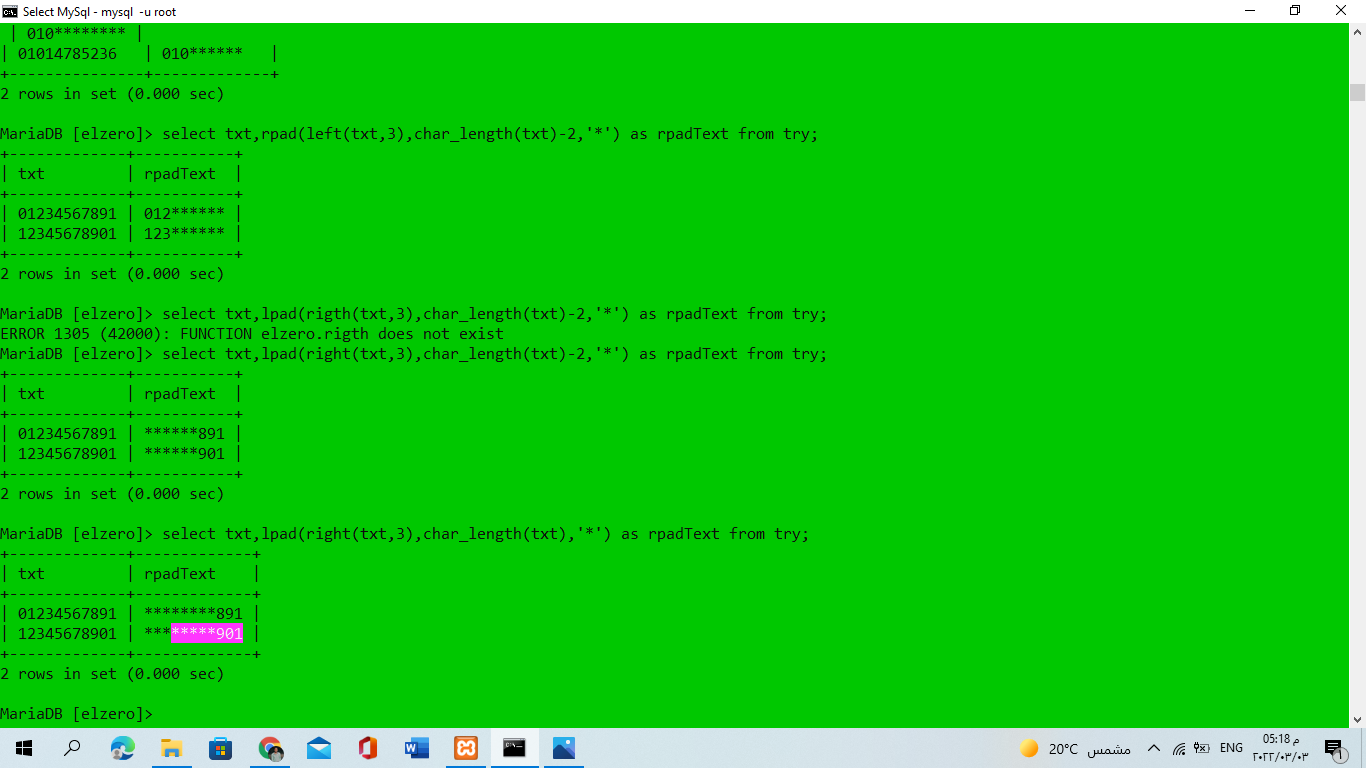 Select MySql - mysql -u root
| 010******** |
| 01014785236   | 010******   |
+---------------+-------------+
2 rows in set (0.000 sec)
MariaDB [elzero]> select txt,rpad(left(txt,3),char_length(txt)-2,'*') as rpadText from try;
+-------------+-----------+
| txt         | rpadText  |
+-------------+-----------+
| 01234567891 | 012****** |
| 12345678901 | 123****** |
+-------------+-----------+
2 rows in set (0.000 sec)
MariaDB [elzero]> select txt,lpad(rigth(txt,3),char_length(txt)-2,'*') as rpadText from try;
ERROR 1305 (42000): FUNCTION elzero.rigth does not exist
MariaDB [elzero]> select txt,lpad(right(txt,3),char_length(txt)-2,'*') as rpadText from try;
+-------------+-----------+
| txt         | rpadText  |
+-------------+-----------+
| 01234567891 | ******891 |
| 12345678901 | ******901 |
+-------------+-----------+
2 rows in set (0.000 sec)
MariaDB [elzero]> select txt,lpad(right(txt,3),char_length(txt),'*') as rpadText from try;
+-------------+-------------+
| txt         | rpadText    |
+-------------+-------------+
| 01234567891 | ********891 |
| 12345678901 | ********901 |
+-------------+-------------+
2 rows in set (0.000 sec)
MariaDB [elzero]>
20°C مشمس ENG 05:18 م
٢٠٢٢/٠٣/٠٣
1